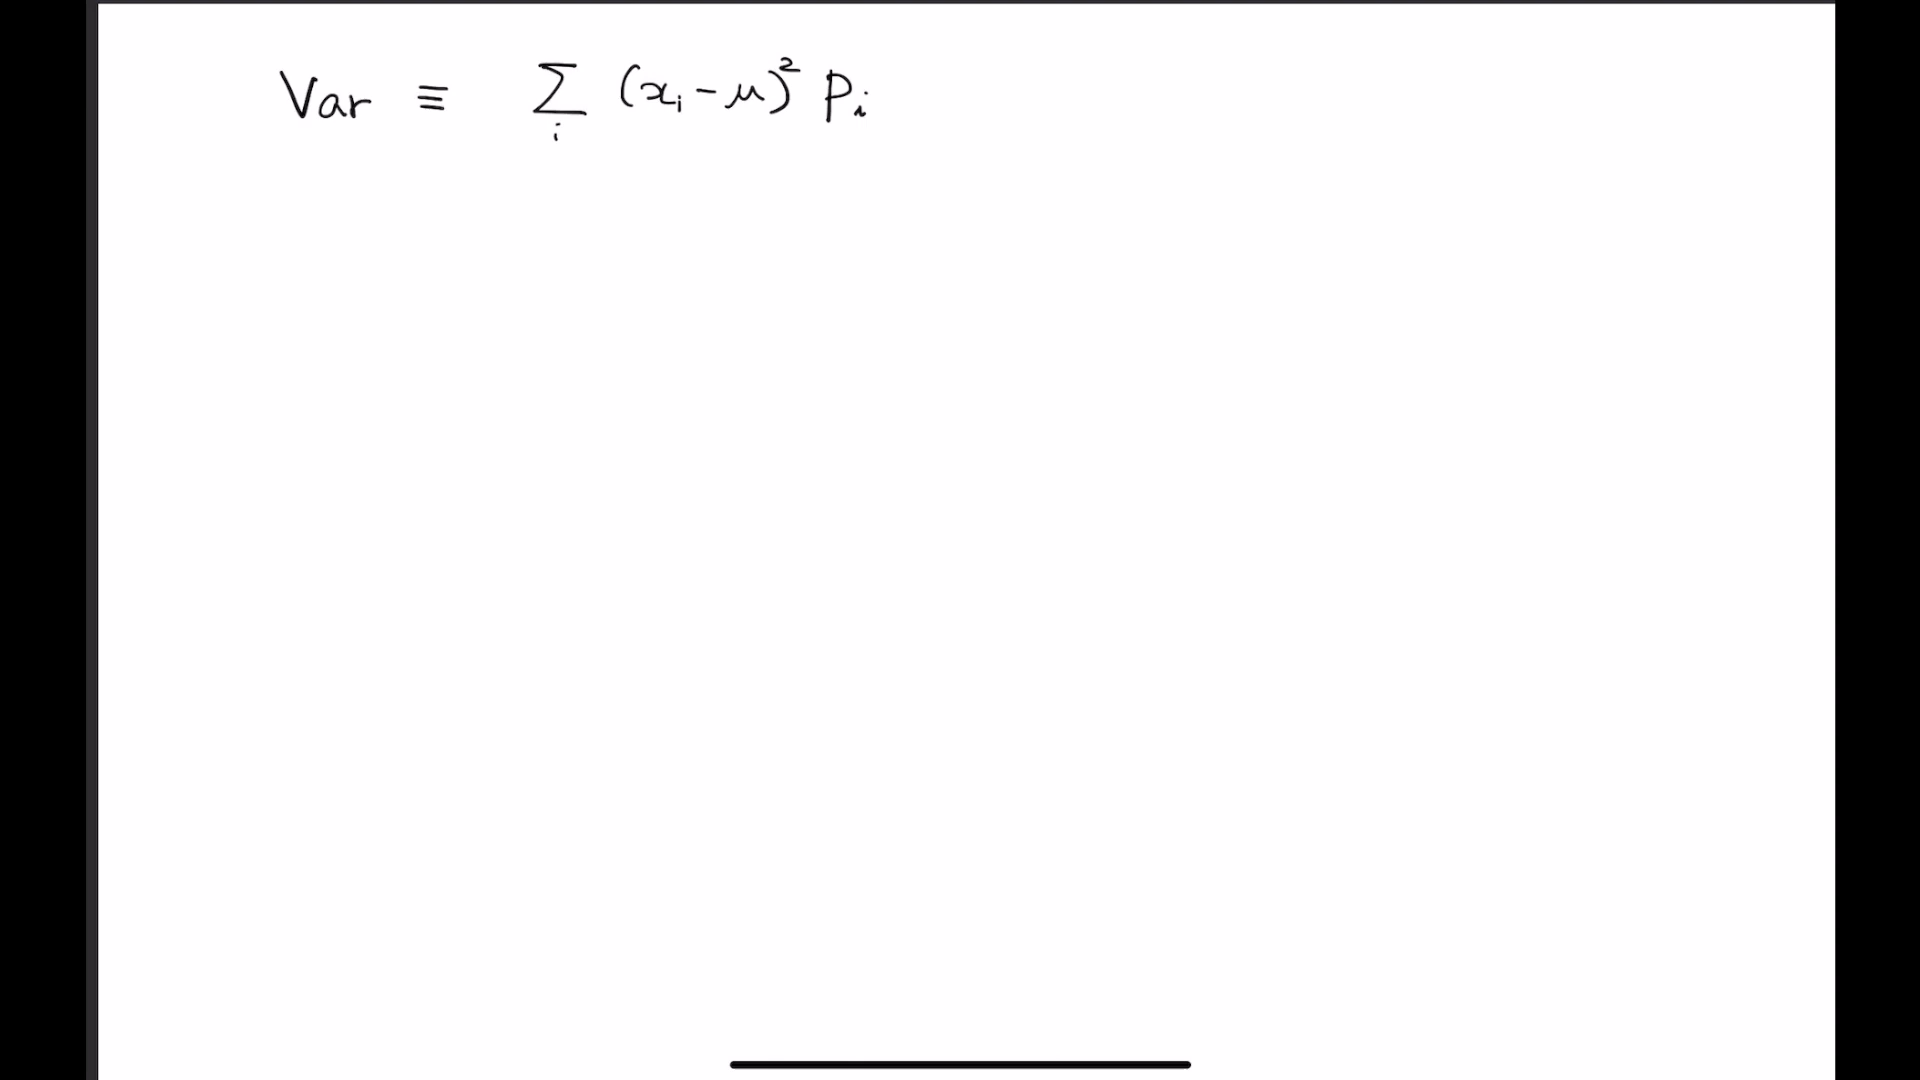 Var ≡ ∑ᵢ (xᵢ - μ)² Pᵢ